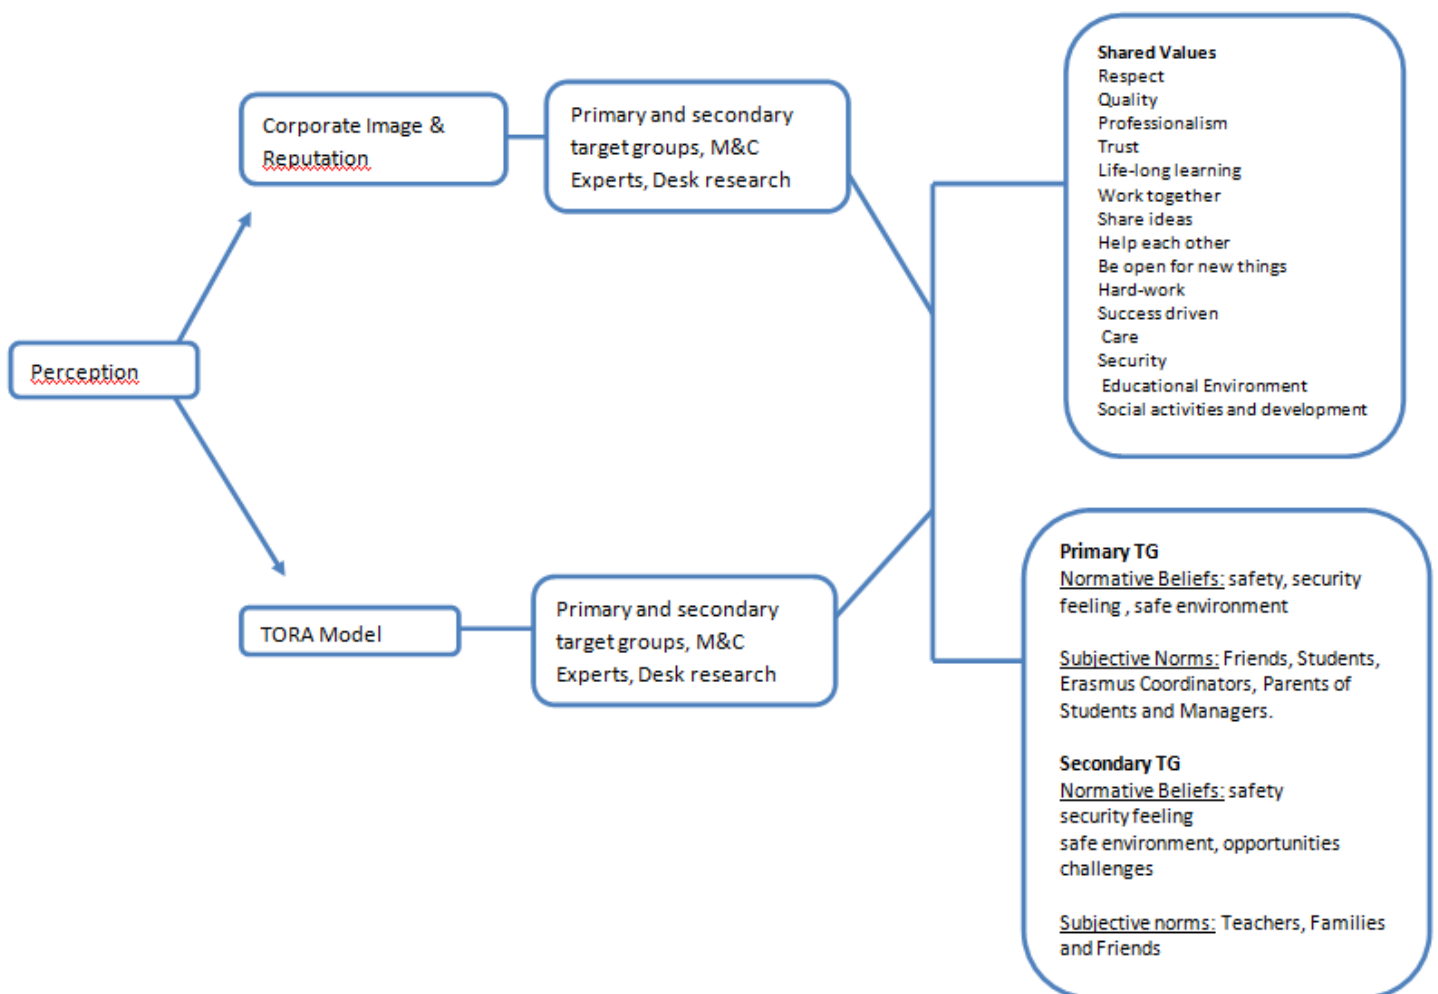 Perception
Corporate Image &
Reputation
Primary and secondary
target groups, M&C
Experts, Desk research
TORA Model
Primary and secondary
target groups, M&C
Experts, Desk research
Shared Values
Respect
Quality
Professionalism
Trust
Life-long learning
Work together
Share ideas
Help each other
Be open for new things
Hard-work
Success driven
Care
Security
Educational Environment
Social activities and development
Primary TG
Normative Beliefs: safety, security
feeling , safe environment
Subjective Norms: Friends, Students,
Erasmus Coordinators, Parents of
Students and Managers.
Secondary TG
Normative Beliefs: safety
security feeling
safe environment, opportunities
challenges
Subjective norms: Teachers, Families
and Friends